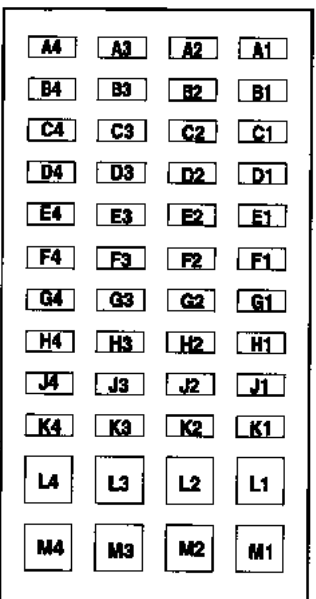 A4 A3 A2 A1
B4 B3 B2 B1
C4 C3 C2 C1
D4 D3 D2 D1
E4 E3 E2 E1
F4 F3 F2 F1
G4 G3 G2 G1
H4 H3 H2 H1
J4 J3 J2 J1
K4 K3 K2 K1
L4 L3 L2 L1
M4 M3 M2 M1